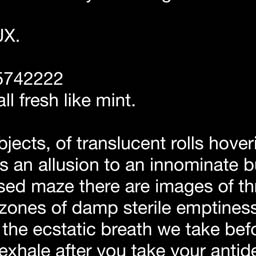 UX.
5742222
all fresh like mint.
bjects, of translucent rolls hoveri
s an allusion to an innominate b
sed maze there are images of th
zones of damp sterile emptiness
the ecstatic breath we take befo
exhale after you take your antide